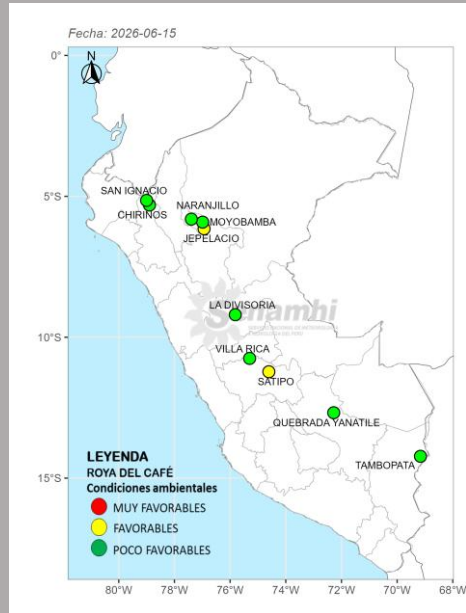 Fecha: 2026-06-15
N
0°
5°S
10°S
15°S
SAN IGNACIO
CHIRINOS
NARANJILLO
MOYOBAMBA
JEPELACIO
LA DIVISORIA
Senamhi
VILLA RICA
SATIPO
QUEBRADA YANATILE
TAMBOPATA
LEYENDA
ROYA DEL CAFÉ
Condiciones ambientales
MUY FAVORABLES
FAVORABLES
POCO FAVORABLES
80°W 78°W 76°W 74°W 72°W 70°W 68°W